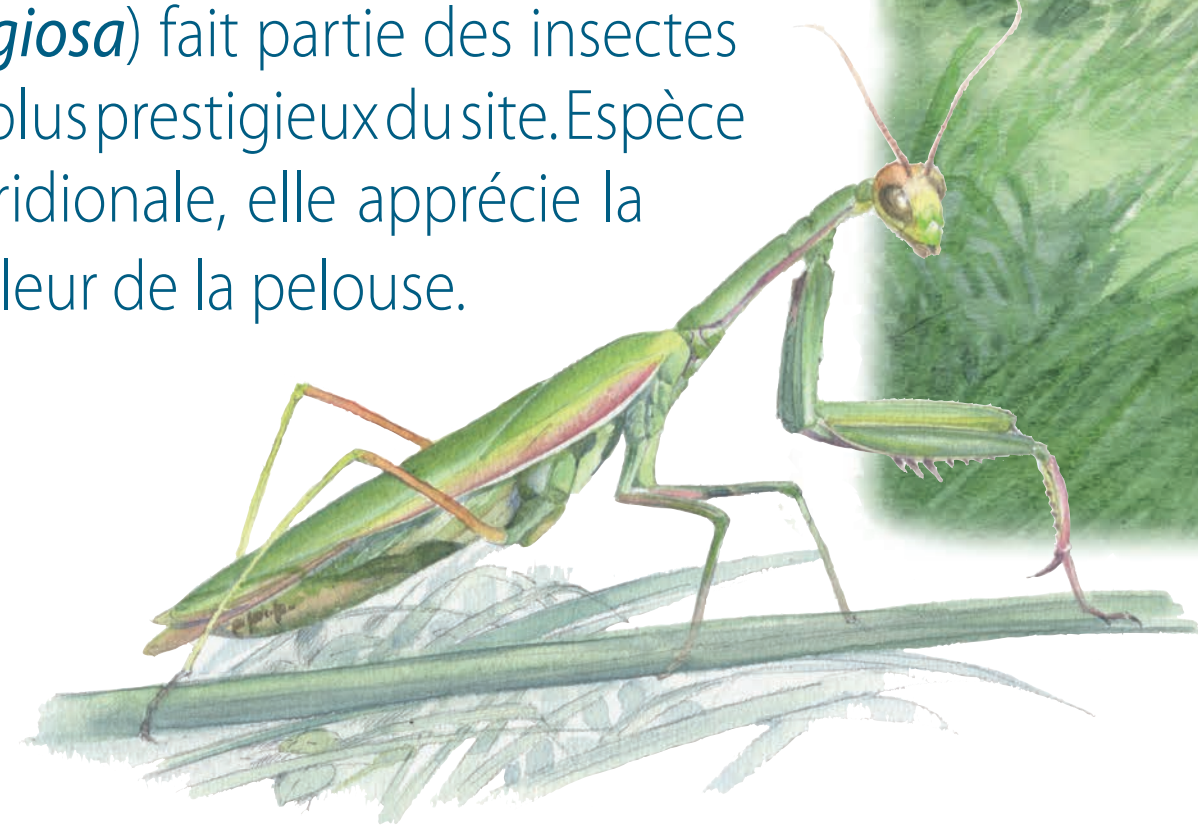 giosa) fait partie des insectes
plus prestigieux du site. Espèce
ridionale, elle apprécie la
leur de la pelouse.